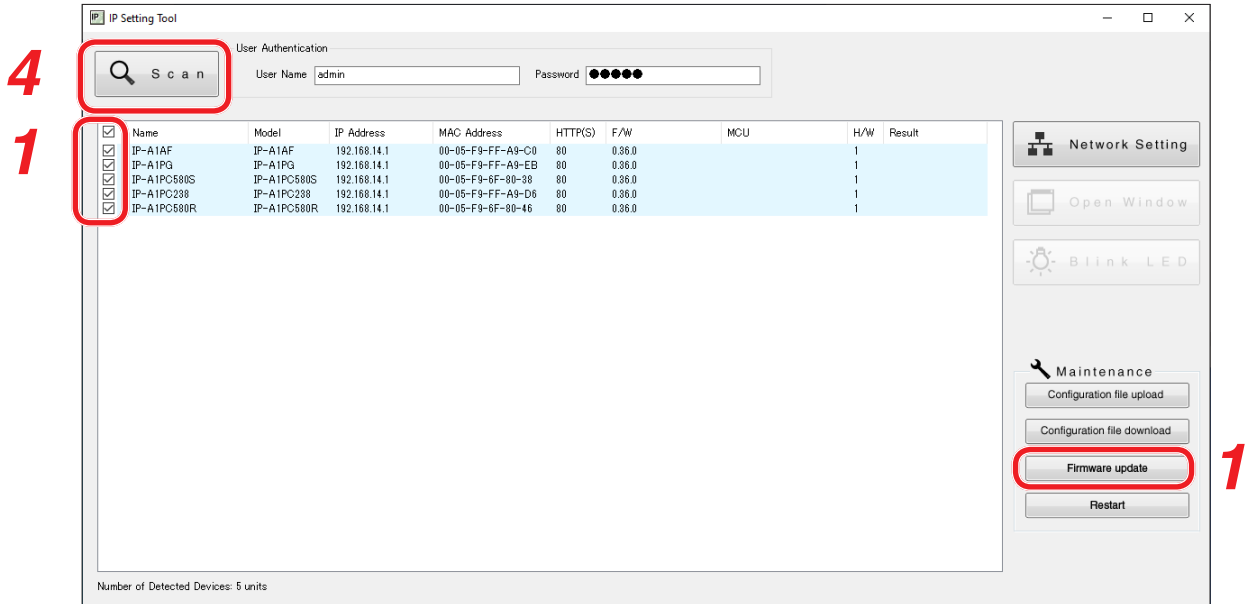 IP IP Setting Tool
4
Scan
User Authentication
User Name admin Password ●●●●●
1
Name Model IP Address MAC Address HTTP(S) F/W MCU H/W Result
IP-A1AF IP-A1AF 192.168.14.1 00-05-F9-FF-A9-C0 80 0.36.0 1
IP-A1PG IP-A1PG 192.168.14.1 00-05-F9-FF-A9-EB 80 0.36.0 1
IP-A1PC580S IP-A1PC580S 192.168.14.1 00-05-F9-6F-80-38 80 0.36.0 1
IP-A1PC238 IP-A1PC238 192.168.14.1 00-05-F9-FF-A9-D6 80 0.36.0 1
IP-A1PC580R IP-A1PC580R 192.168.14.1 00-05-F9-6F-80-46 80 0.36.0 1
Network Setting
Open Window
Blink LED
Maintenance
Configuration file upload
Configuration file download
Firmware update
1
Restart
Number of Detected Devices: 5 units